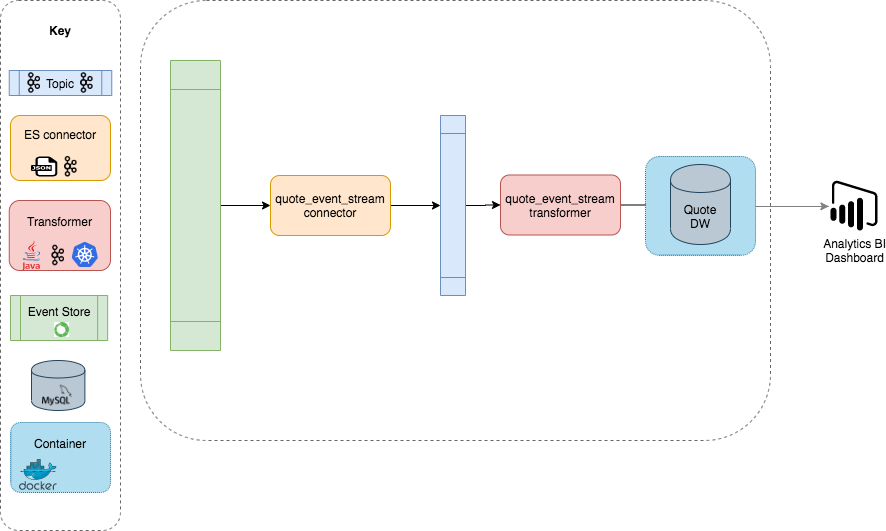 Key
Topic
ES connector
JSON
Transformer
Java
Event Store
MySQL
Container
docker
quote_event_stream
connector
quote_event_stream
transformer
Quote
DW
Analytics BI
Dashboard